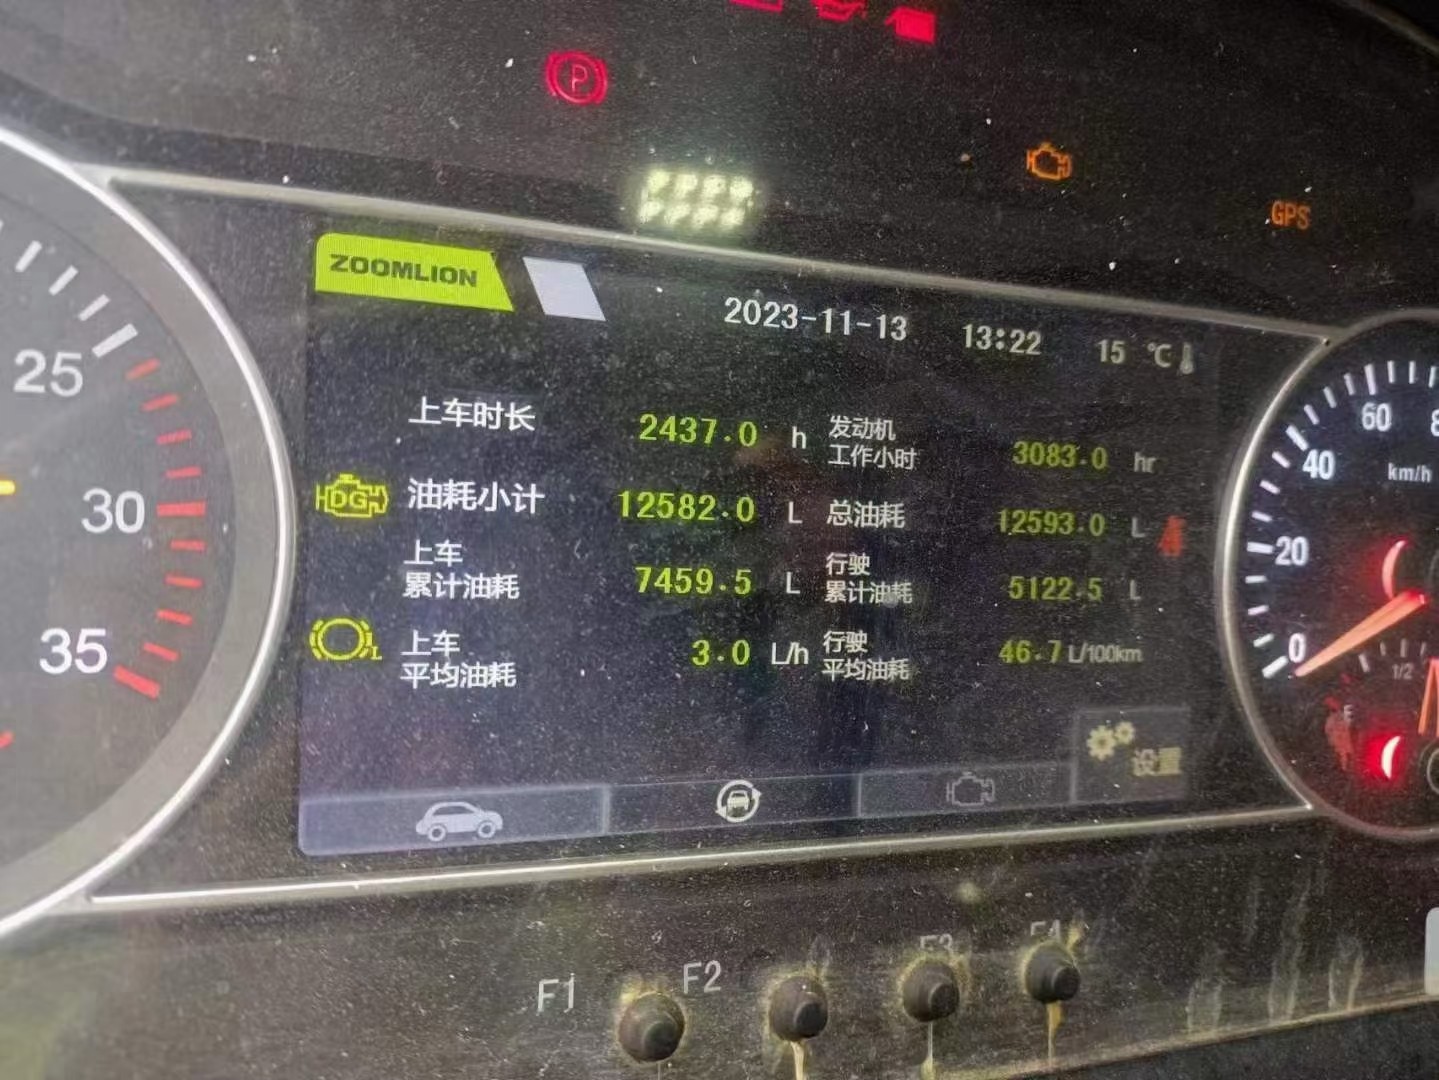 P
GPS
ZOOMLION
2023-11-13 13:22 15 ℃
上车时长 2437.0 h
发动机
工作小时 3083.0 hr
DG
油耗小计 12582.0 L
总油耗 12593.0 L
上车
累计油耗 7459.5 L
行驶
累计油耗 5122.5 L
上车
平均油耗 3.0 L/h
行驶
平均油耗 46.7 L/100km
设置
25
30
35
60
40
km/h
20
0
1/2
F1 F2 F3 F4